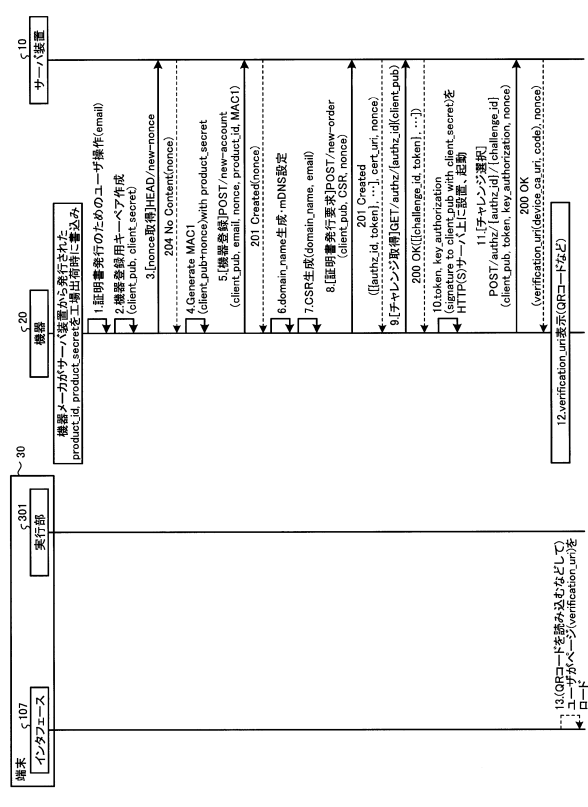 端末
30
107
インタフェース
301
実行部
20
機器
10
サーバ装置
機器メーカがサーバ装置から発行された
product_id, product_secretを工場出荷時に書込み
1.証明書発行のためのユーザ操作(email)
2.機器登録用キーペア作成
(client_pub, client_secret)
3.[nonce取得]HEAD/new-nonce
204 No Content(nonce)
4.Generate MAC1
(client_pub+nonce)with product_secret
5.[機器登録]POST/new-account
(client_pub, email, nonce, product_id, MAC1)
201 Created(nonce)
6.domain_name生成・mDNS設定
7.CSR生成(domain_name, email)
8.[証明書発行要求]POST/new-order
(client_pub, CSR, nonce)
201 Created
([[authz_id, token], …], cert_uri, nonce)
9.[チャレンジ取得]GET/authz/[authz_id](client_pub)
200 OK([[challenge_id, token], …])
10.token, key_authorization
(signature to client_pub with client_secret)を
HTTP(S)サーバ上に設置、起動
11.[チャレンジ選択]
POST/authz/[authz_id]/[challenge_id]
(client_pub, token, key_authorization, nonce)
200 OK
(verification_uri(device_ca_uri, code), nonce)
12.verification_uri表示(QRコードなど)
13.(QRコードを読み込むなどして)
ユーザがページ(verification_uri)を
ロード